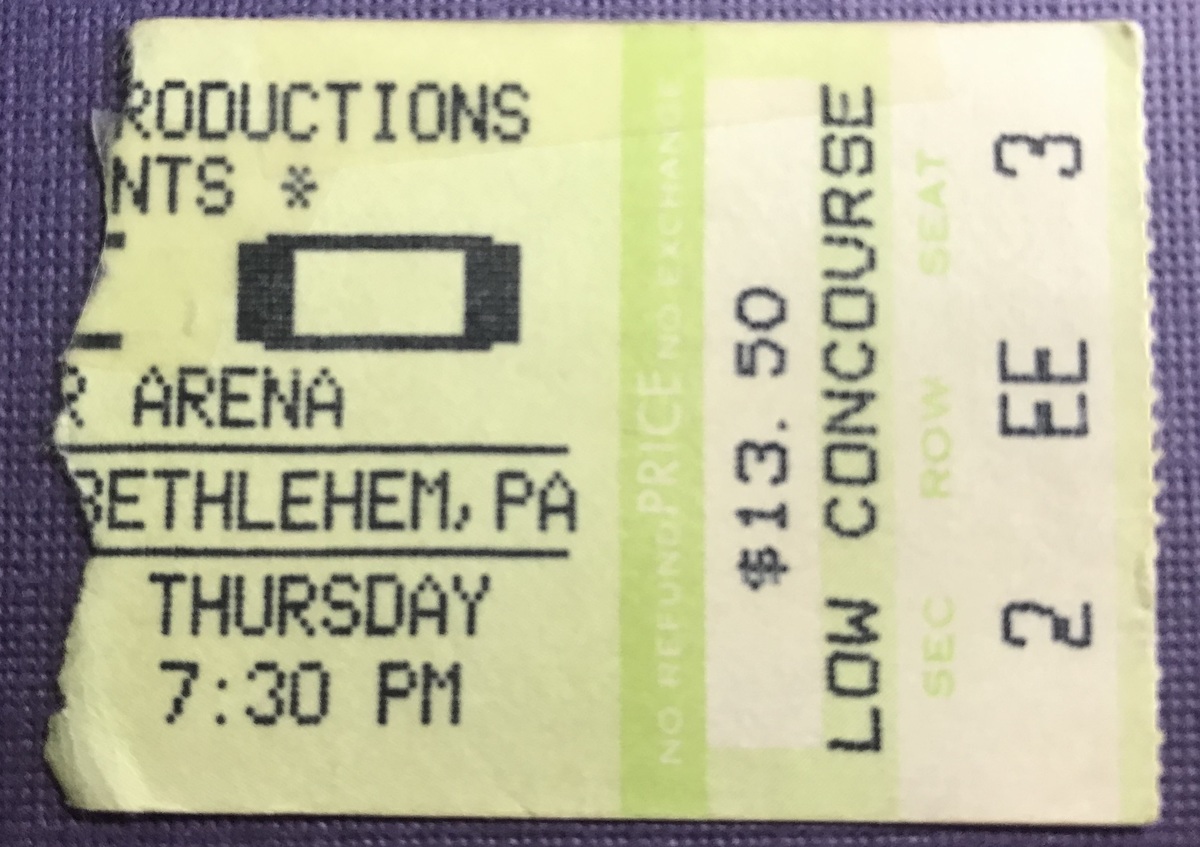 RODUCTIONS
NTS *
R ARENA
BETHLEHEM, PA
THURSDAY
7:30 PM
NO REFUND PRICE NO EXCHANGE
$13.50
LOW CONCOURSE
SEC ROW SEAT
2 EE 3